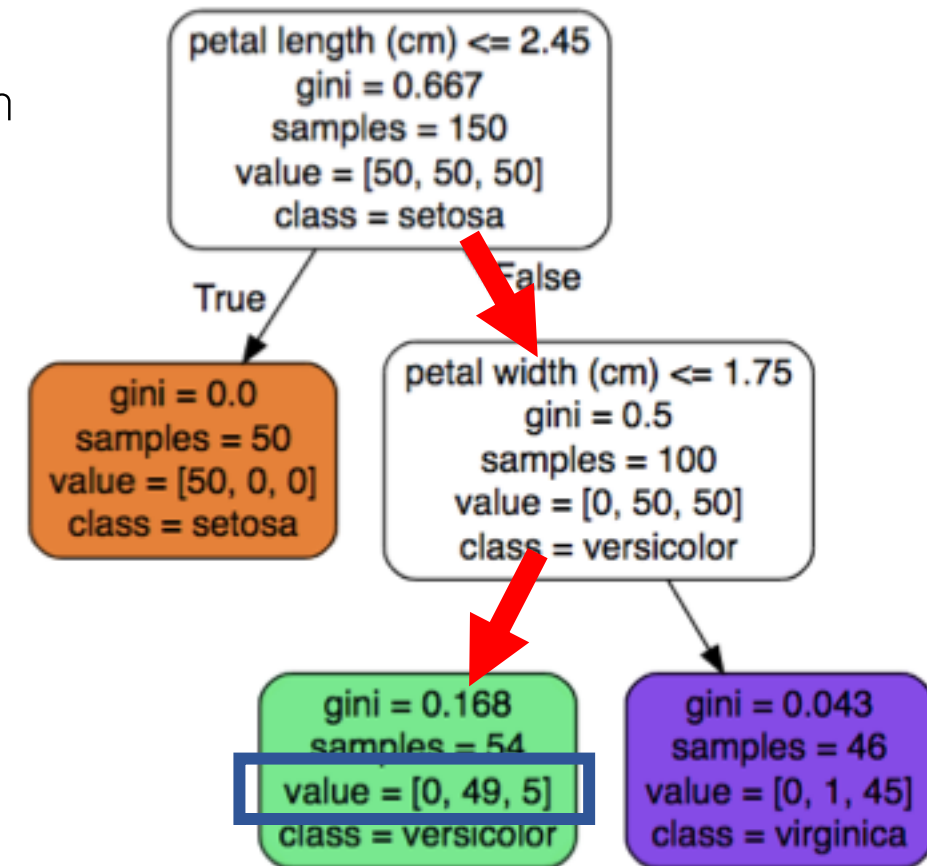 petal length (cm) <= 2.45
gini = 0.667
samples = 150
value = [50, 50, 50]
class = setosa
True
False
gini = 0.0
samples = 50
value = [50, 0, 0]
class = setosa
petal width (cm) <= 1.75
gini = 0.5
samples = 100
value = [0, 50, 50]
class = versicolor
gini = 0.168
samples = 54
value = [0, 49, 5]
class = versicolor
gini = 0.043
samples = 46
value = [0, 1, 45]
class = virginica